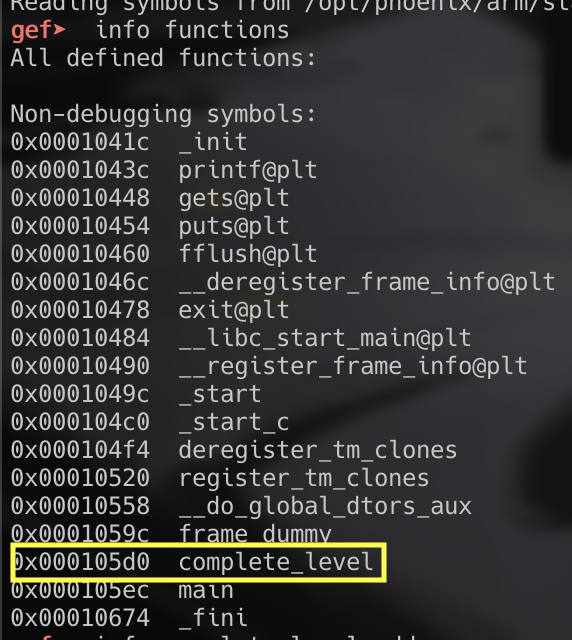 Reading symbols from /opt/phoenix/arm/
gef➤  info functions
All defined functions:
Non-debugging symbols:
0x0001041c  _init
0x0001043c  printf@plt
0x00010448  gets@plt
0x00010454  puts@plt
0x00010460  fflush@plt
0x0001046c  __deregister_frame_info@plt
0x00010478  exit@plt
0x00010484  __libc_start_main@plt
0x00010490  __register_frame_info@plt
0x0001049c  _start
0x000104c0  _start_c
0x000104f4  deregister_tm_clones
0x00010520  register_tm_clones
0x00010558  __do_global_dtors_aux
0x0001059c  frame_dummy
0x000105d0  complete_level
0x000105ec  main
0x00010674  _fini